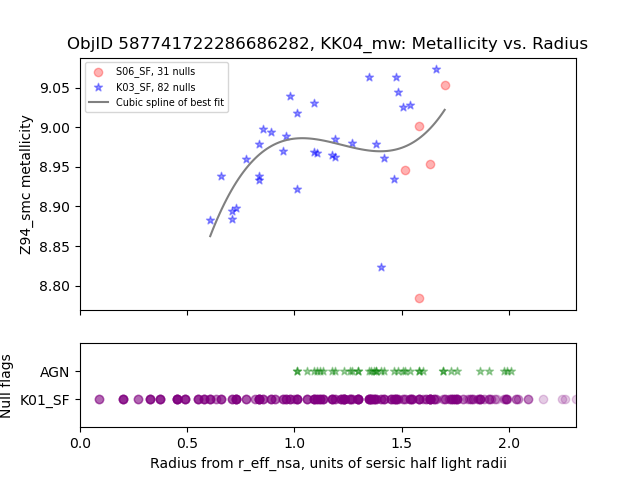 ObjID 587741722286686282, KK04_mw: Metallicity vs. Radius
S06_SF, 31 nulls
K03_SF, 82 nulls
Cubic spline of best fit
Z94_smc metallicity
9.05
9.00
8.95
8.90
8.85
8.80
Null flags
AGN
K01_SF
0.0 0.5 1.0 1.5 2.0
Radius from r_eff_nsa, units of sersic half light radii